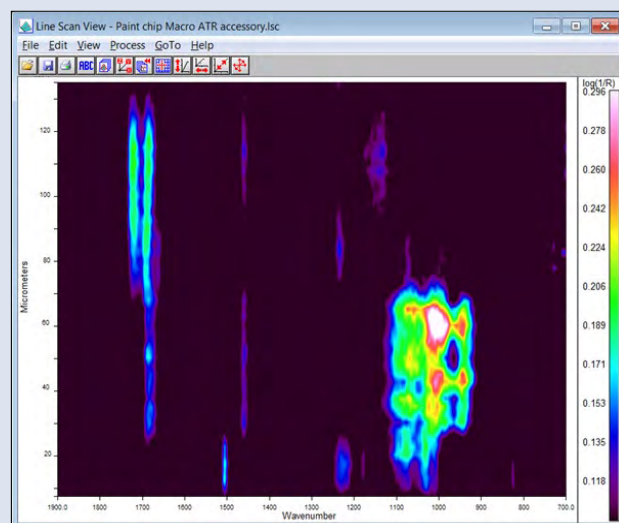 Line Scan View - Paint chip Macro ATR accessory.lsc
File Edit View Process GoTo Help
ABC
log(1/R)
0.296
0.278
0.260
0.242
0.224
0.207
0.189
0.171
0.153
0.135
0.118
120
100
80
60
40
20
Micrometers
1900.0 1800 1700 1600 1500 1400 1300 1200 1100 1000 900 800 700.0
Wavenumber